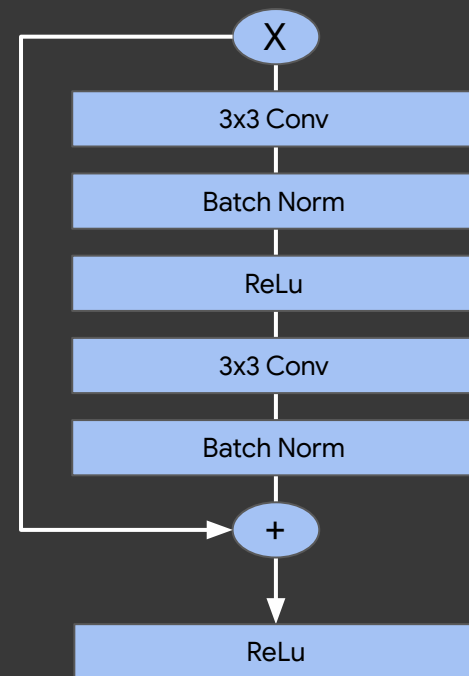 X
3x3 Conv
Batch Norm
ReLu
3x3 Conv
Batch Norm
+
ReLu